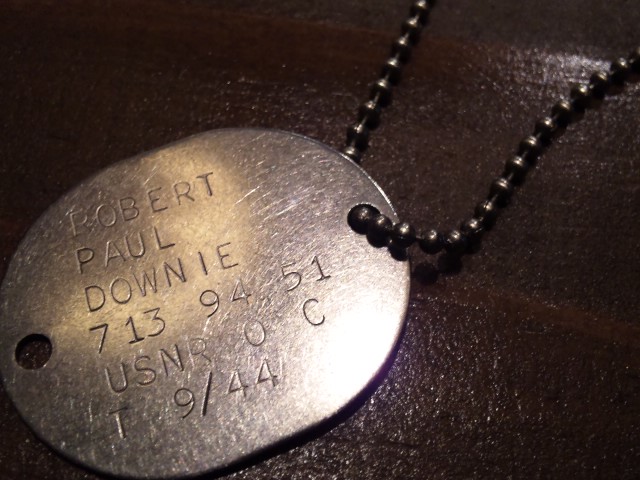 ROBERT
PAUL
DOWNIE
713 94 51
USNR O C
T 9/44